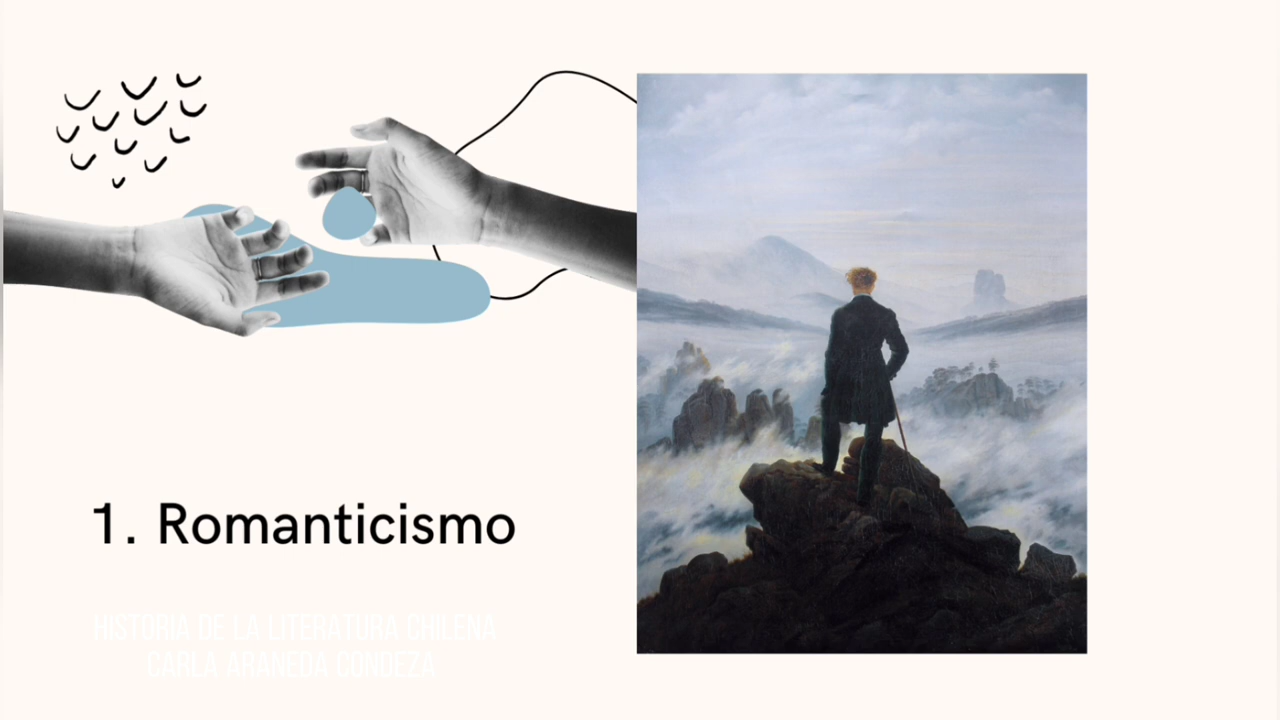 1. Romanticismo
HISTORIA DE LA LITERATURA CHILENA
CARLA ARANEDA CONDEZA